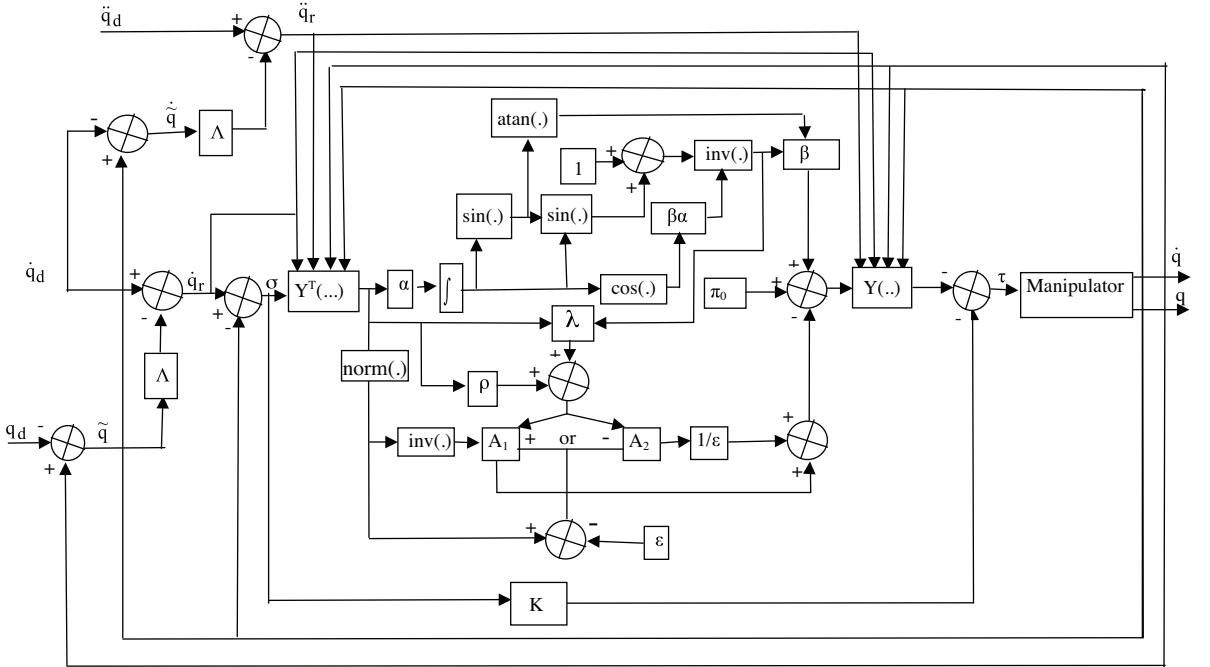 q̈d + q̈r
-
atan(.)
- q̃̇ Λ
+ 1 + inv(.) β
+
sin(.) sin(.) βα
q̇d + q̇r σ Yᵀ(...) α ∫ cos(.) π₀ + + Y(..) - τ Manipulator q̇
- + - - - q
λ
Λ norm(.) +
ρ +
qd - q̃ inv(.) A₁ + or - A₂ 1/ε +
+ +
+ - ε
K